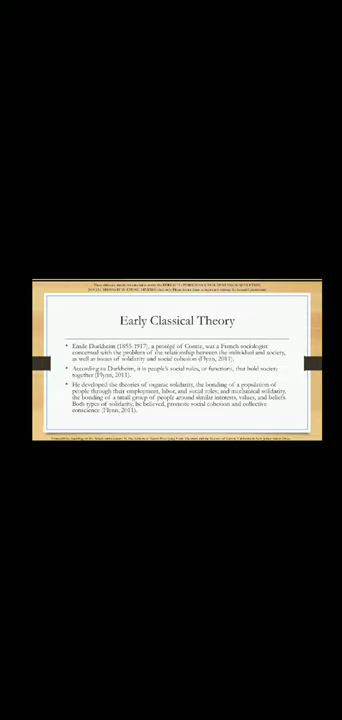 Early Classical Theory
• Emile Durkheim (1855-1917), a protégé of Comte, was a French sociologist
concerned with the problem of the relationship between the individual and society,
as well as issues of solidarity and social cohesion (Flynn, 2011).
• According to Durkheim, it is people's social roles, or functions, that hold society
together (Flynn, 2011).
• He developed the theories of organic solidarity, the bonding of a population of
people through their employment, labor, and social roles; and mechanical solidarity,
the bonding of a small group of people around similar interests, values, and beliefs.
Both types of solidarity, he believed, promote social cohesion and collective
conscience (Flynn, 2011).